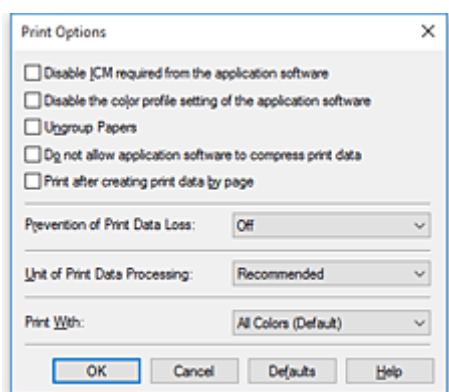 Print Options
Disable ICM required from the application software
Disable the color profile setting of the application software
Ungroup Papers
Do not allow application software to compress print data
Print after creating print data by page
Prevention of Print Data Loss: Off
Unit of Print Data Processing: Recommended
Print With: All Colors (Default)
OK Cancel Defaults Help